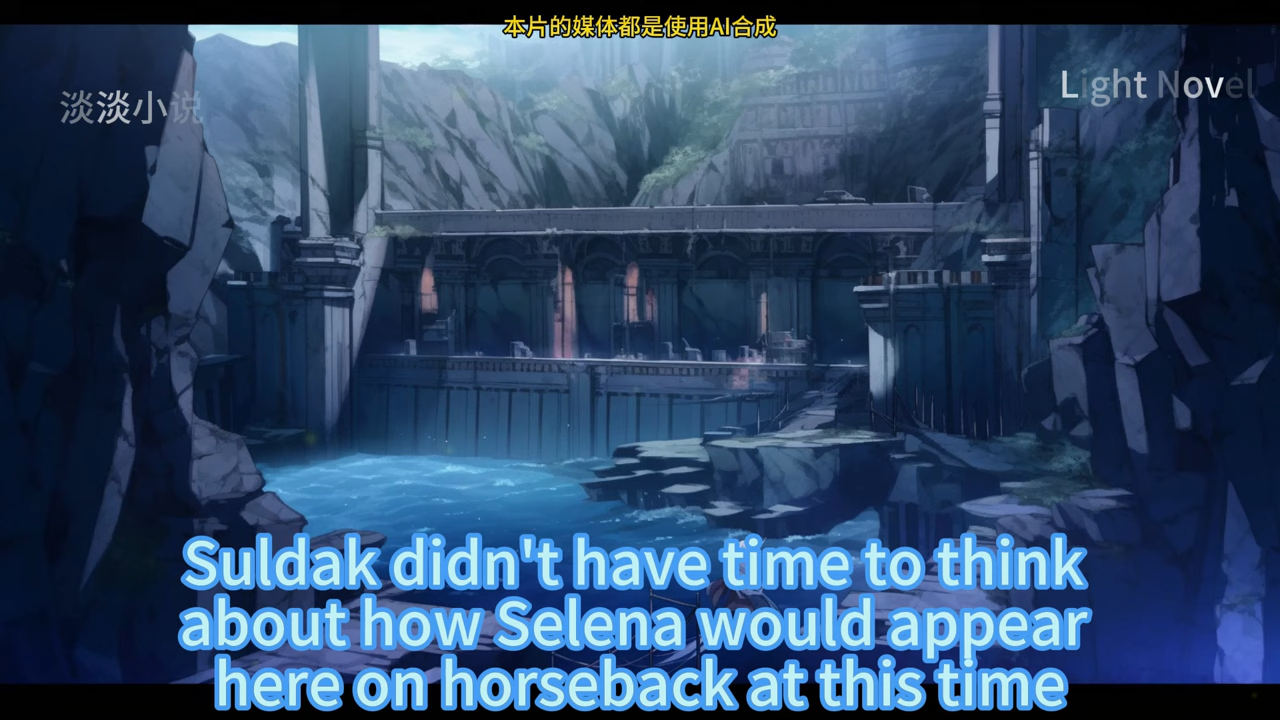 本片的媒体都是使用AI合成
淡淡小说
Light Novel
Suldak didn't have time to think
about how Selena would appear
here on horseback at this time